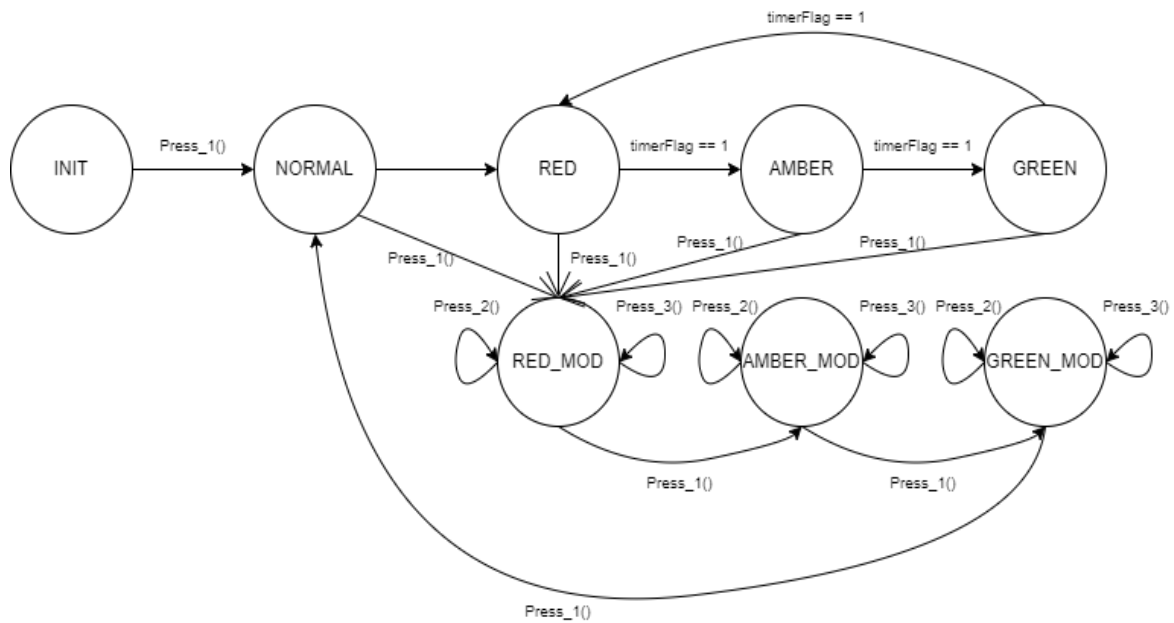 timerFlag == 1
Press_1()
timerFlag == 1
timerFlag == 1
INIT
NORMAL
RED
AMBER
GREEN
Press_1()
Press_1()
Press_1()
Press_1()
Press_2()
Press_3()
Press_2()
Press_3()
Press_2()
Press_3()
RED_MOD
AMBER_MOD
GREEN_MOD
Press_1()
Press_1()
Press_1()